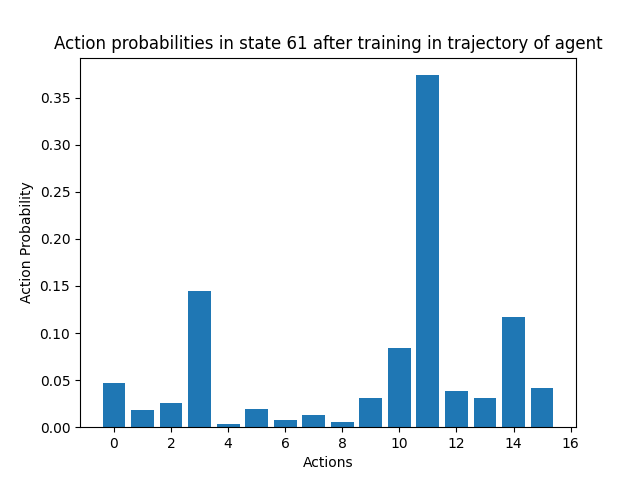 Action probabilities in state 61 after training in trajectory of agent
0.35
0.30
0.25
0.20
0.15
0.10
0.05
0.00
Action Probability
0 2 4 6 8 10 12 14 16
Actions